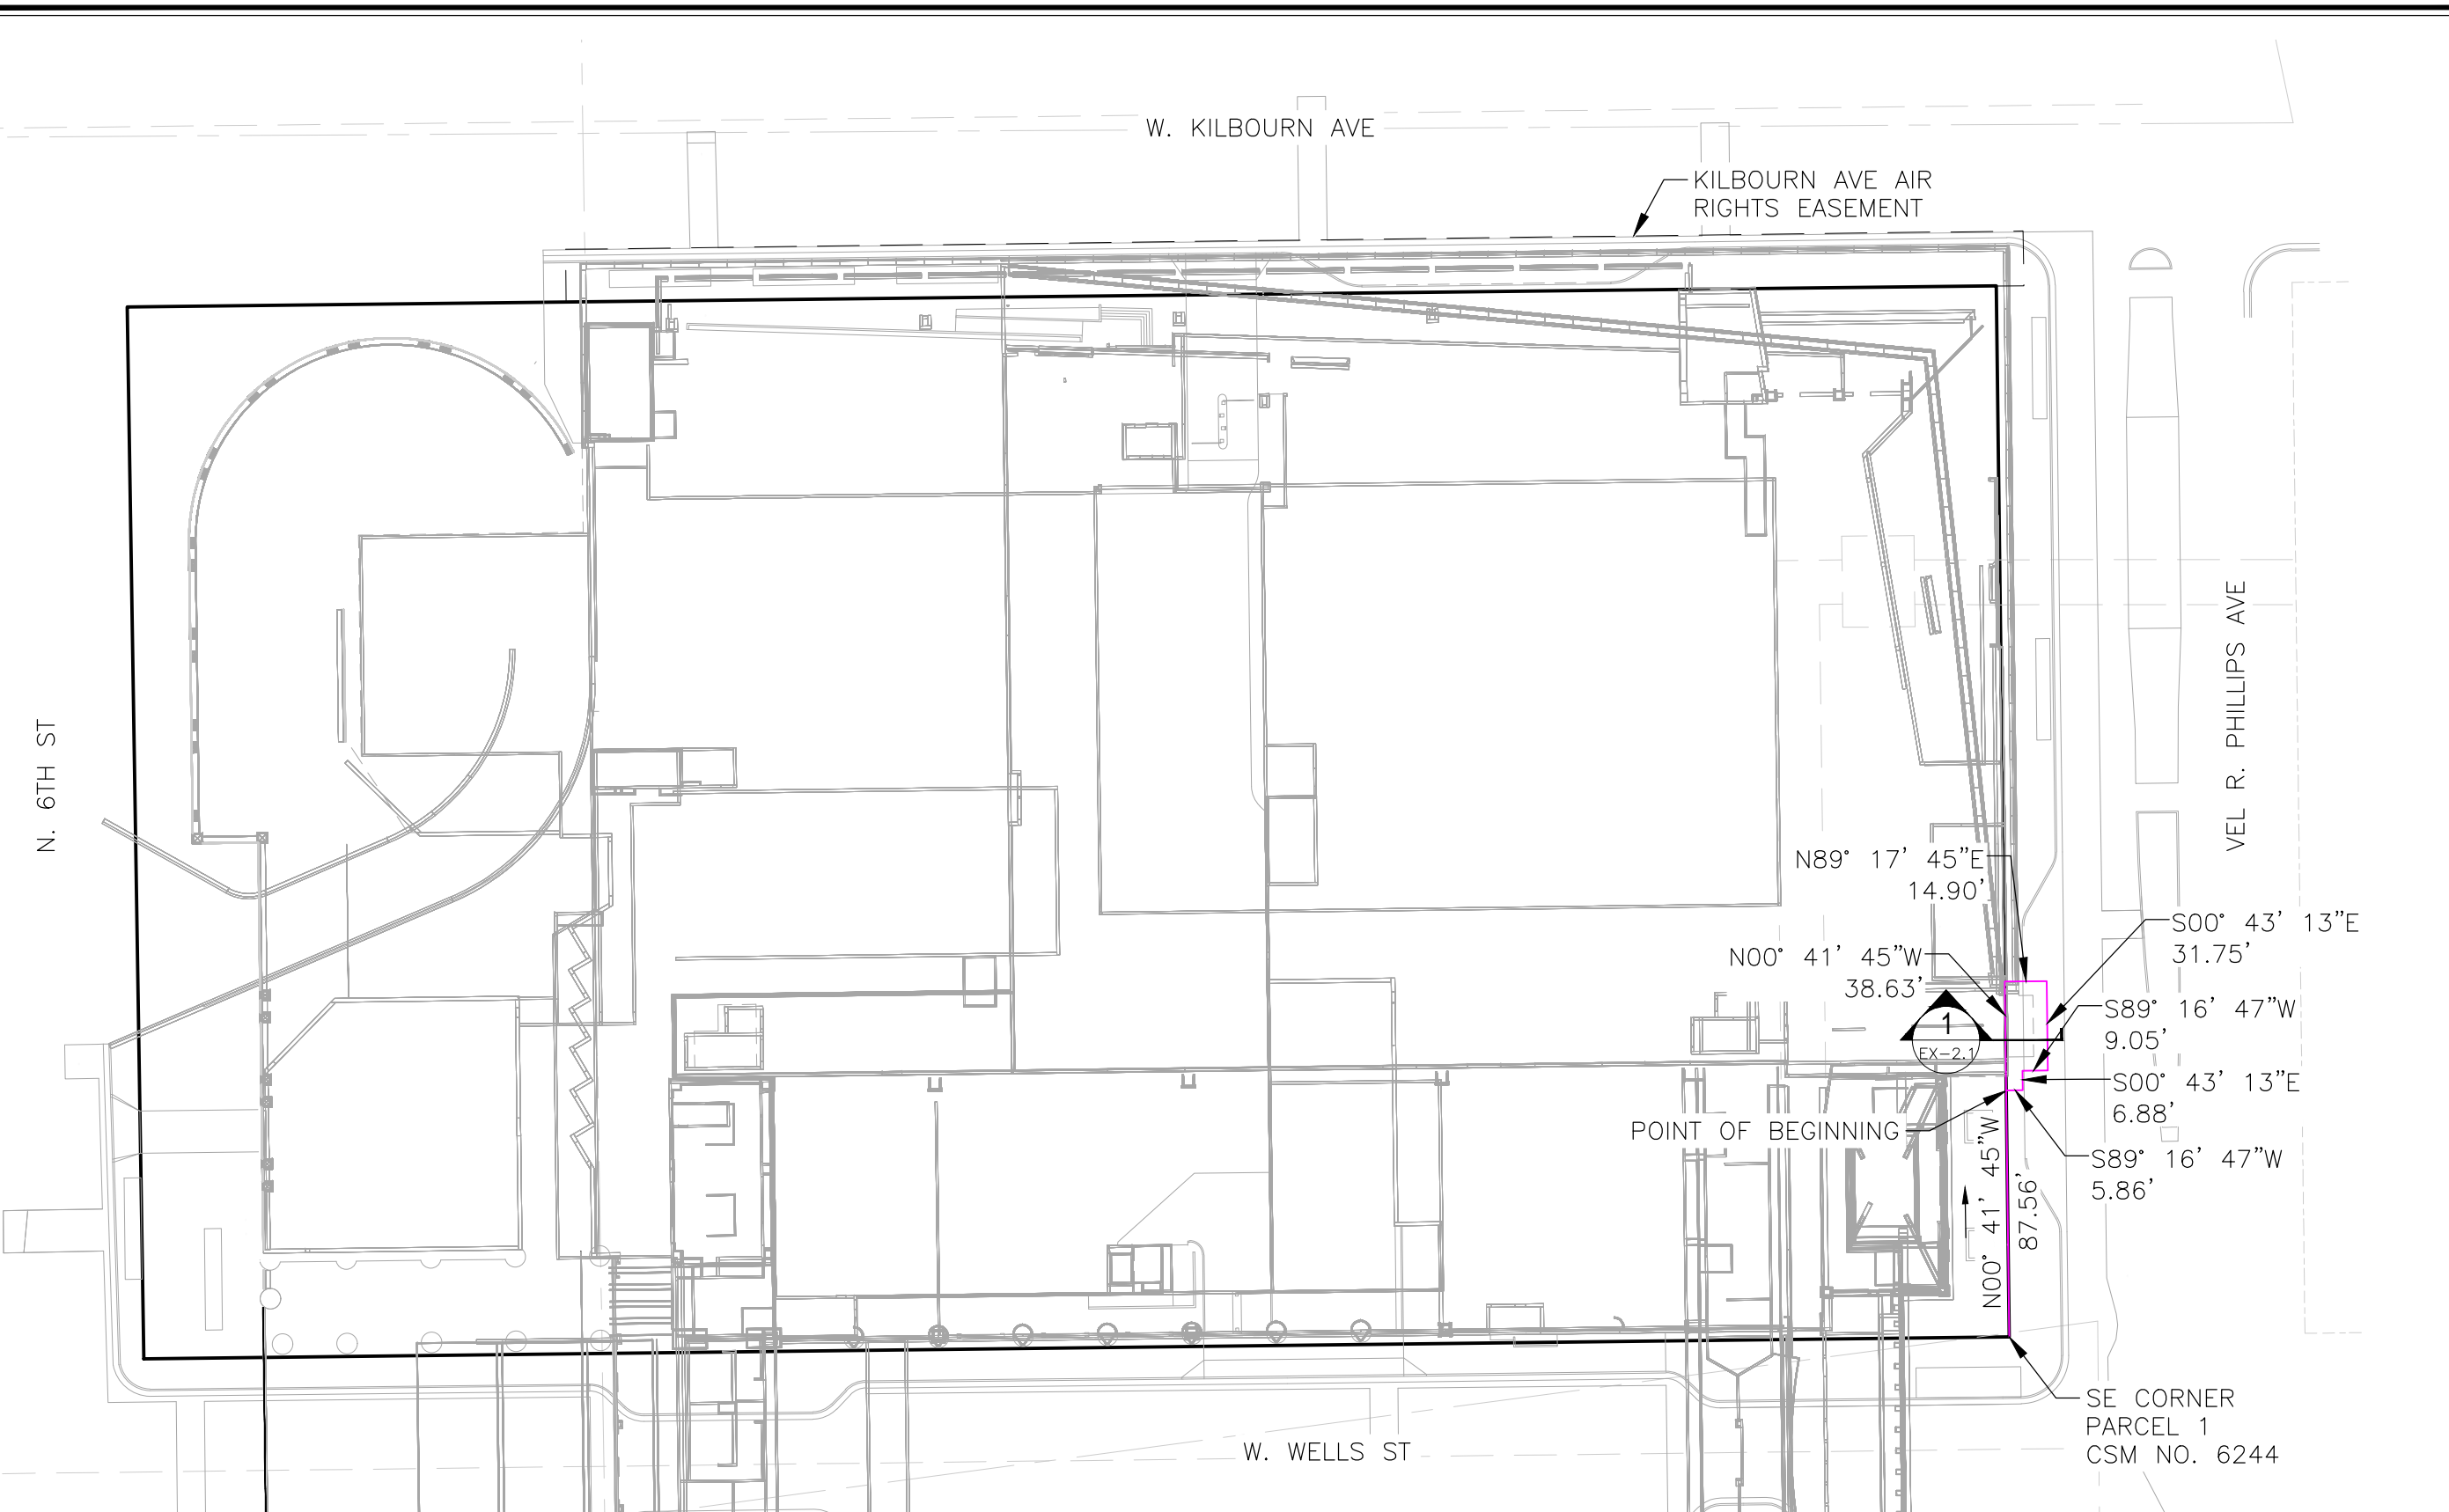 W. KILBOURN AVE
KILBOURN AVE AIR
RIGHTS EASEMENT
N. 6TH ST
VEL R. PHILLIPS AVE
N89° 17' 45"E
14.90'
S00° 43' 13"E
31.75'
N00° 41' 45"W
38.63'
S89° 16' 47"W
9.05'
1
EX-2.1
S00° 43' 13"E
6.88'
POINT OF BEGINNING
S89° 16' 47"W
5.86'
N00° 41' 45"W
87.56'
SE CORNER
PARCEL 1
CSM NO. 6244
W. WELLS ST